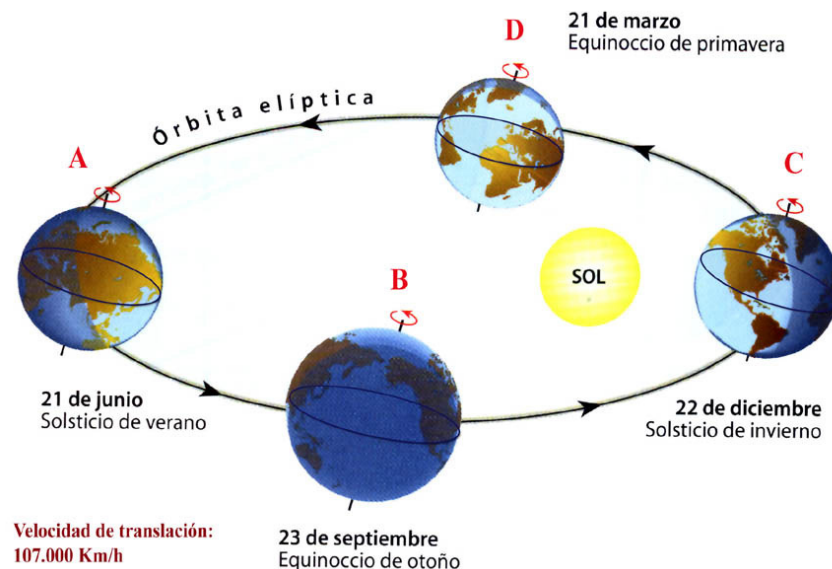 D
21 de marzo
Equinoccio de primavera
Órbita elíptica
A
C
SOL
B
21 de junio
Solsticio de verano
22 de diciembre
Solsticio de invierno
Velocidad de translación:
107.000 Km/h
23 de septiembre
Equinoccio de otoño